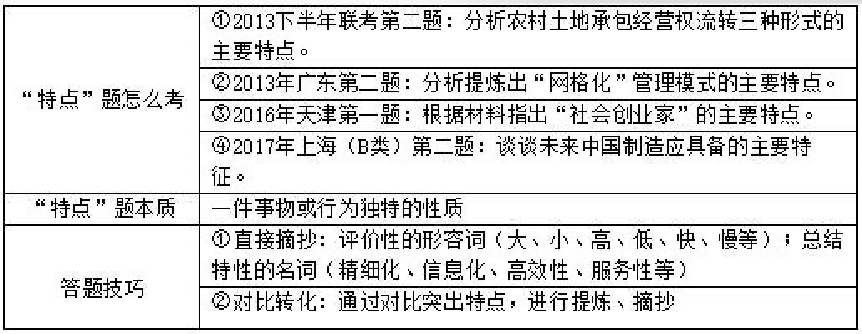 “特点”题怎么考
①2013下半年联考第二题：分析农村土地承包经营权流转三种形式的
主要特点。
②2013年广东第二题：分析提炼出“网格化”管理模式的主要特点。
③2016年天津第一题：根据材料指出“社会创业家”的主要特点。
④2017年上海（B类）第二题：谈谈未来中国制造应具备的主要特
征。
“特点”题本质
一件事物或行为独特的性质
答题技巧
①直接摘抄：评价性的形容词（大、小、高、低、快、慢等）；总结
特性的名词（精细化、信息化、高效性、服务性等）
②对比转化：通过对比突出特点，进行提炼、摘抄